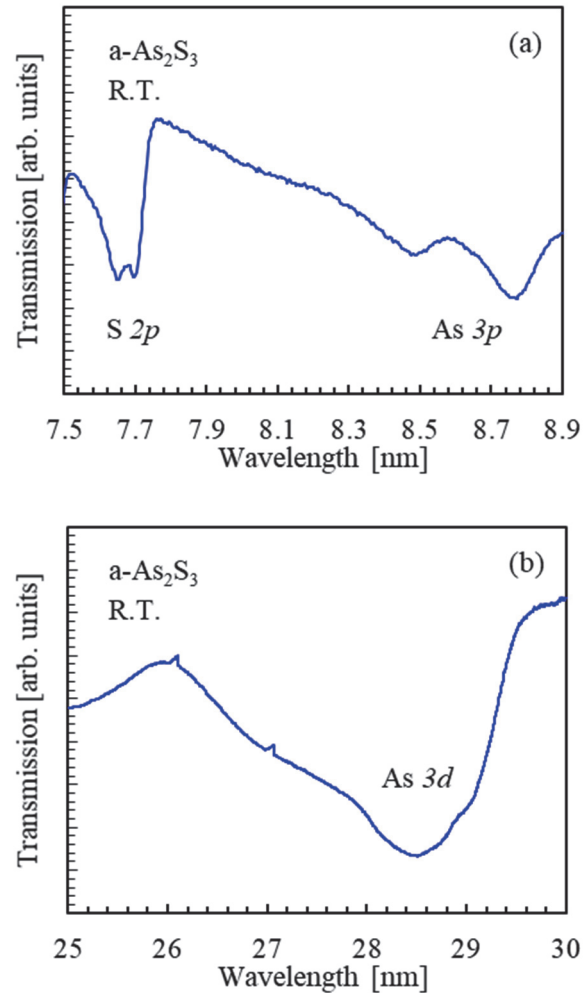 (a)
a-As₂S₃
R.T.
Transmission [arb. units]
S 2p
As 3p
7.5 7.7 7.9 8.1 8.3 8.5 8.7 8.9
Wavelength [nm]
(b)
a-As₂S₃
R.T.
Transmission [arb. units]
As 3d
25 26 27 28 29 30
Wavelength [nm]